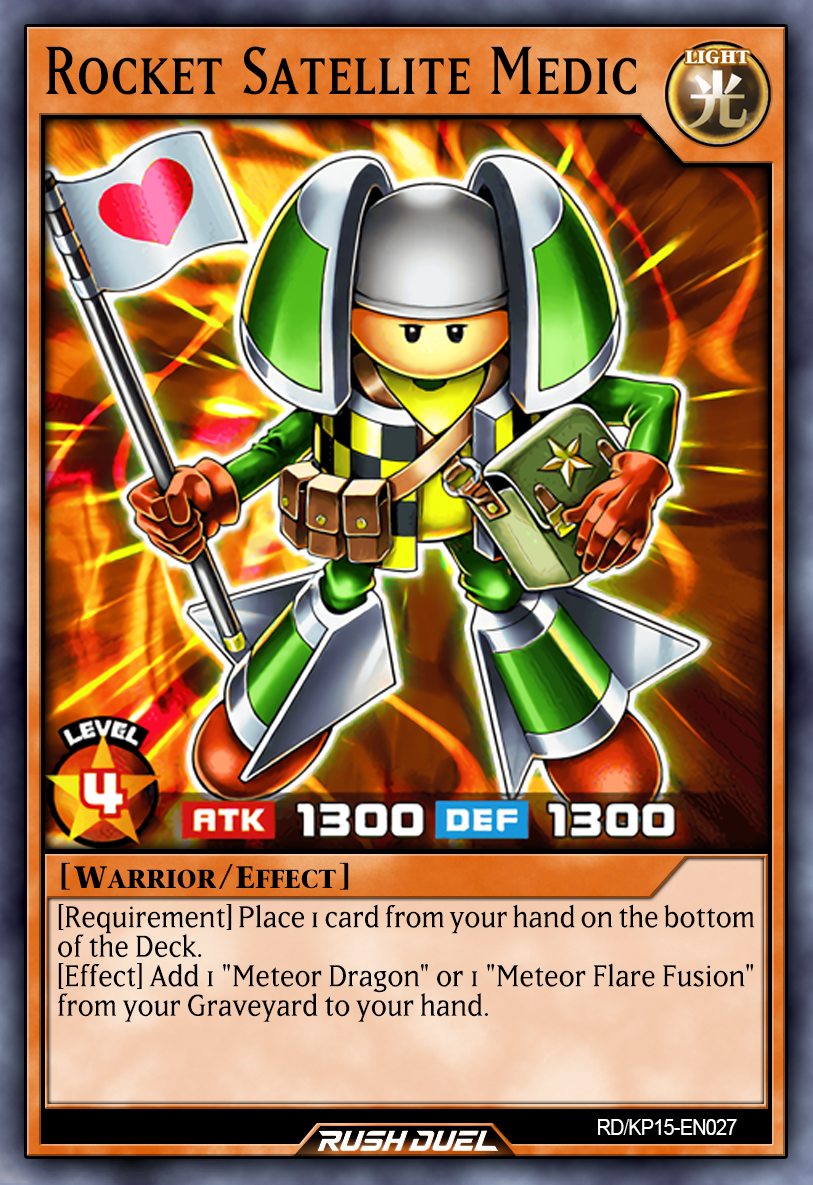 Rocket Satellite Medic
LIGHT
光
LEVEL
4
ATK 1300 DEF 1300
[Warrior/Effect]
[Requirement] Place 1 card from your hand on the bottom
of the Deck.
[Effect] Add 1 "Meteor Dragon" or 1 "Meteor Flare Fusion"
from your Graveyard to your hand.
RD/KP15-EN027
RUSH DUEL